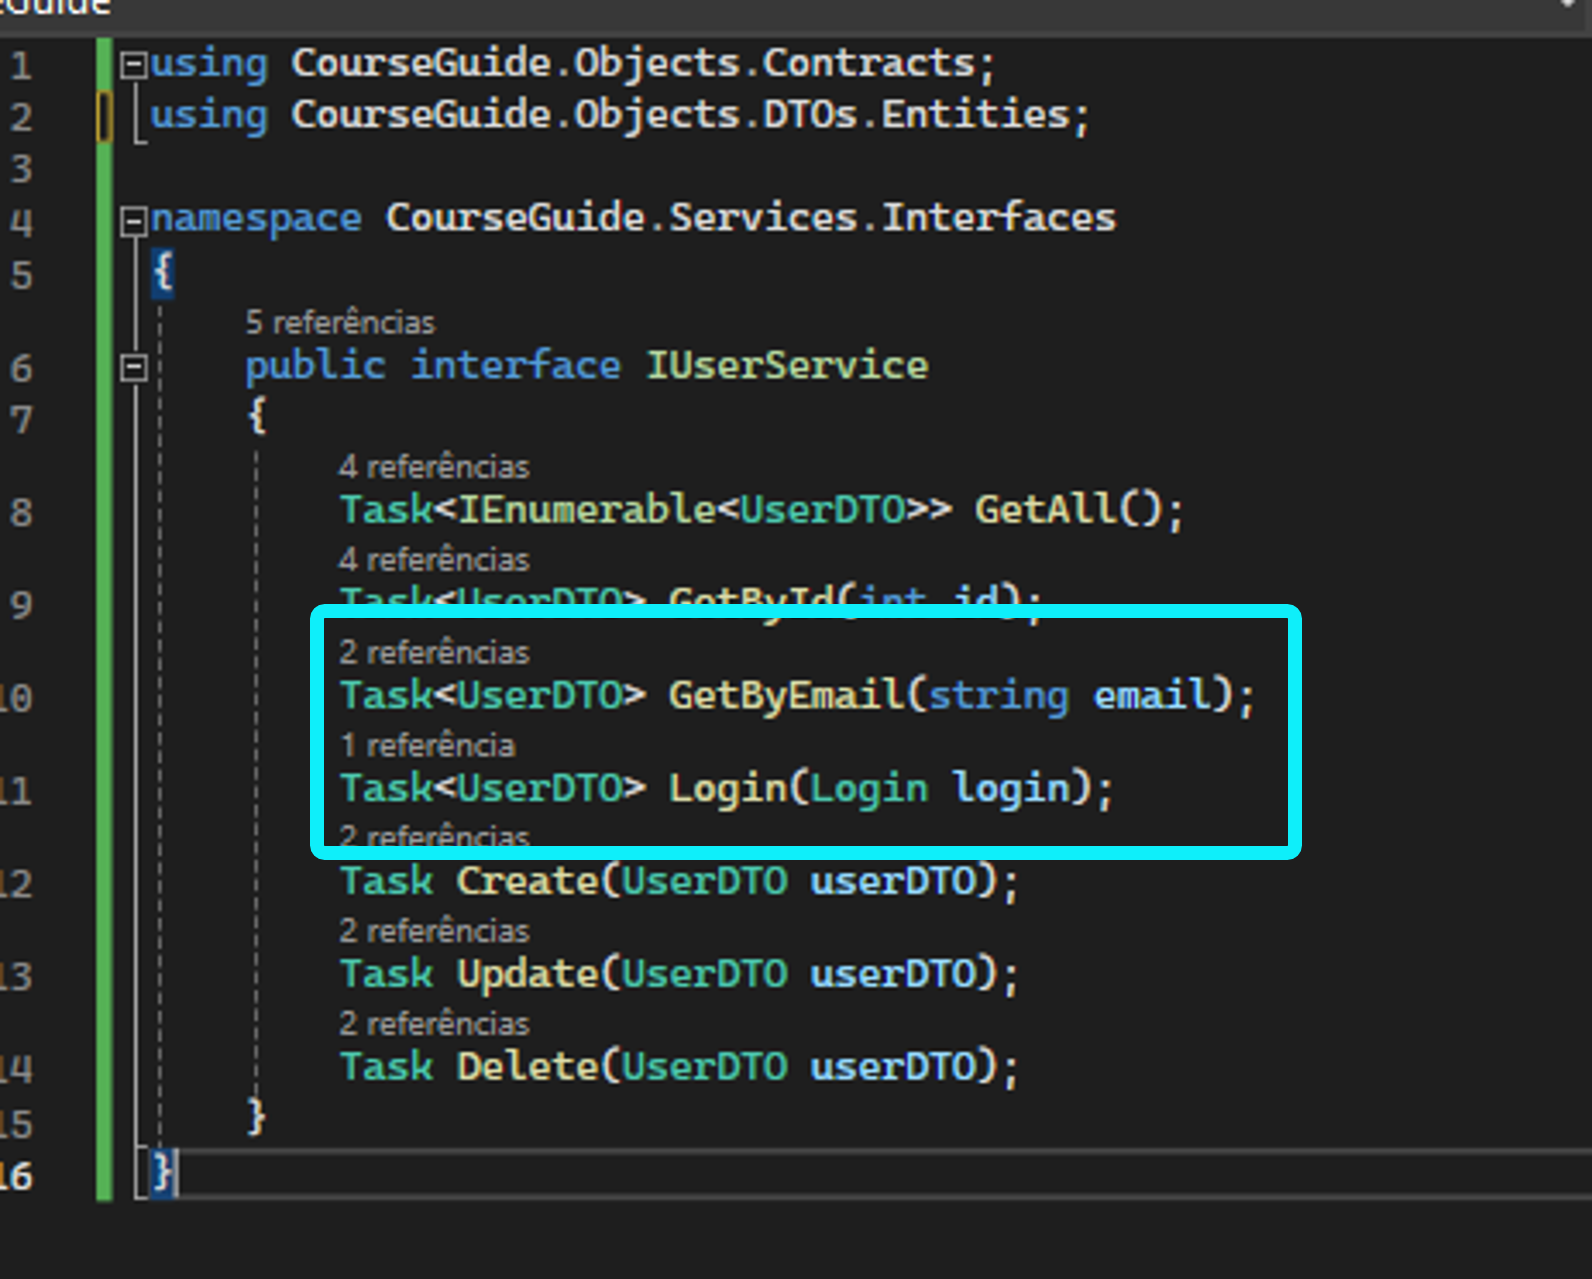 eGuide
1 using CourseGuide.Objects.Contracts;
2 using CourseGuide.Objects.DTOs.Entities;
3
4 namespace CourseGuide.Services.Interfaces
5 {
5 referências
6 public interface IUserService
7 {
4 referências
8 Task<IEnumerable<UserDTO>> GetAll();
4 referências
9 Task<UserDTO> GetById(int id);
2 referências
10 Task<UserDTO> GetByEmail(string email);
1 referência
11 Task<UserDTO> Login(Login login);
2 referências
12 Task Create(UserDTO userDTO);
2 referências
13 Task Update(UserDTO userDTO);
2 referências
14 Task Delete(UserDTO userDTO);
15 }
16 }